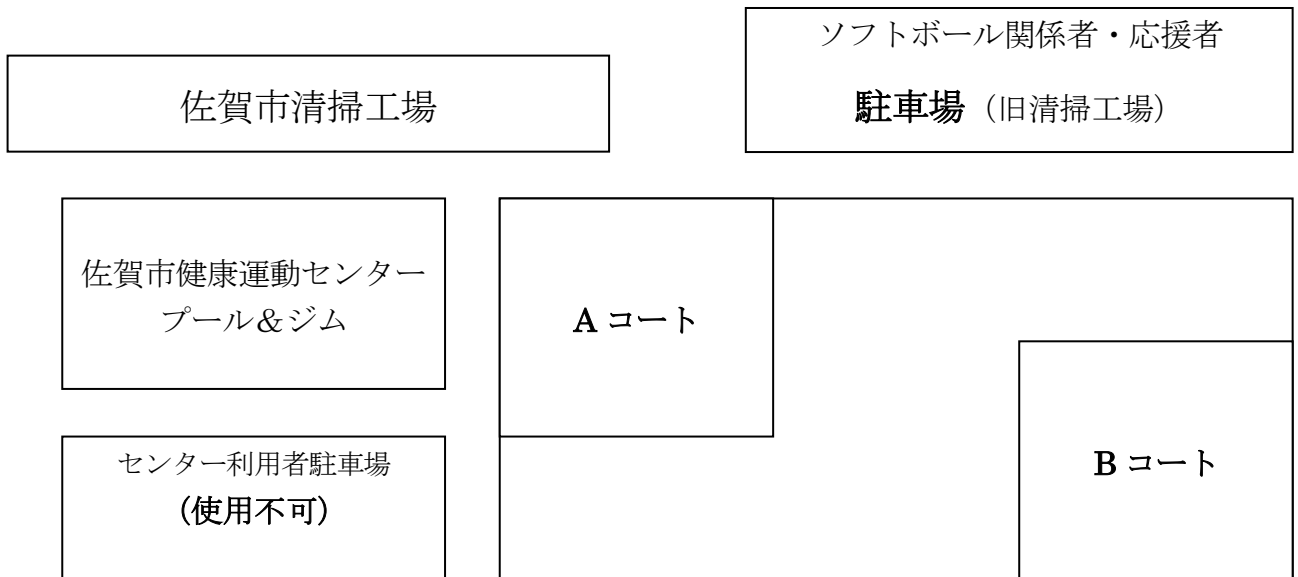 ソフトボール関係者・応援者
駐車場（旧清掃工場）
佐賀市清掃工場
佐賀市健康運動センター
プール＆ジム
A コート
B コート
センター利用者駐車場
（使用不可）